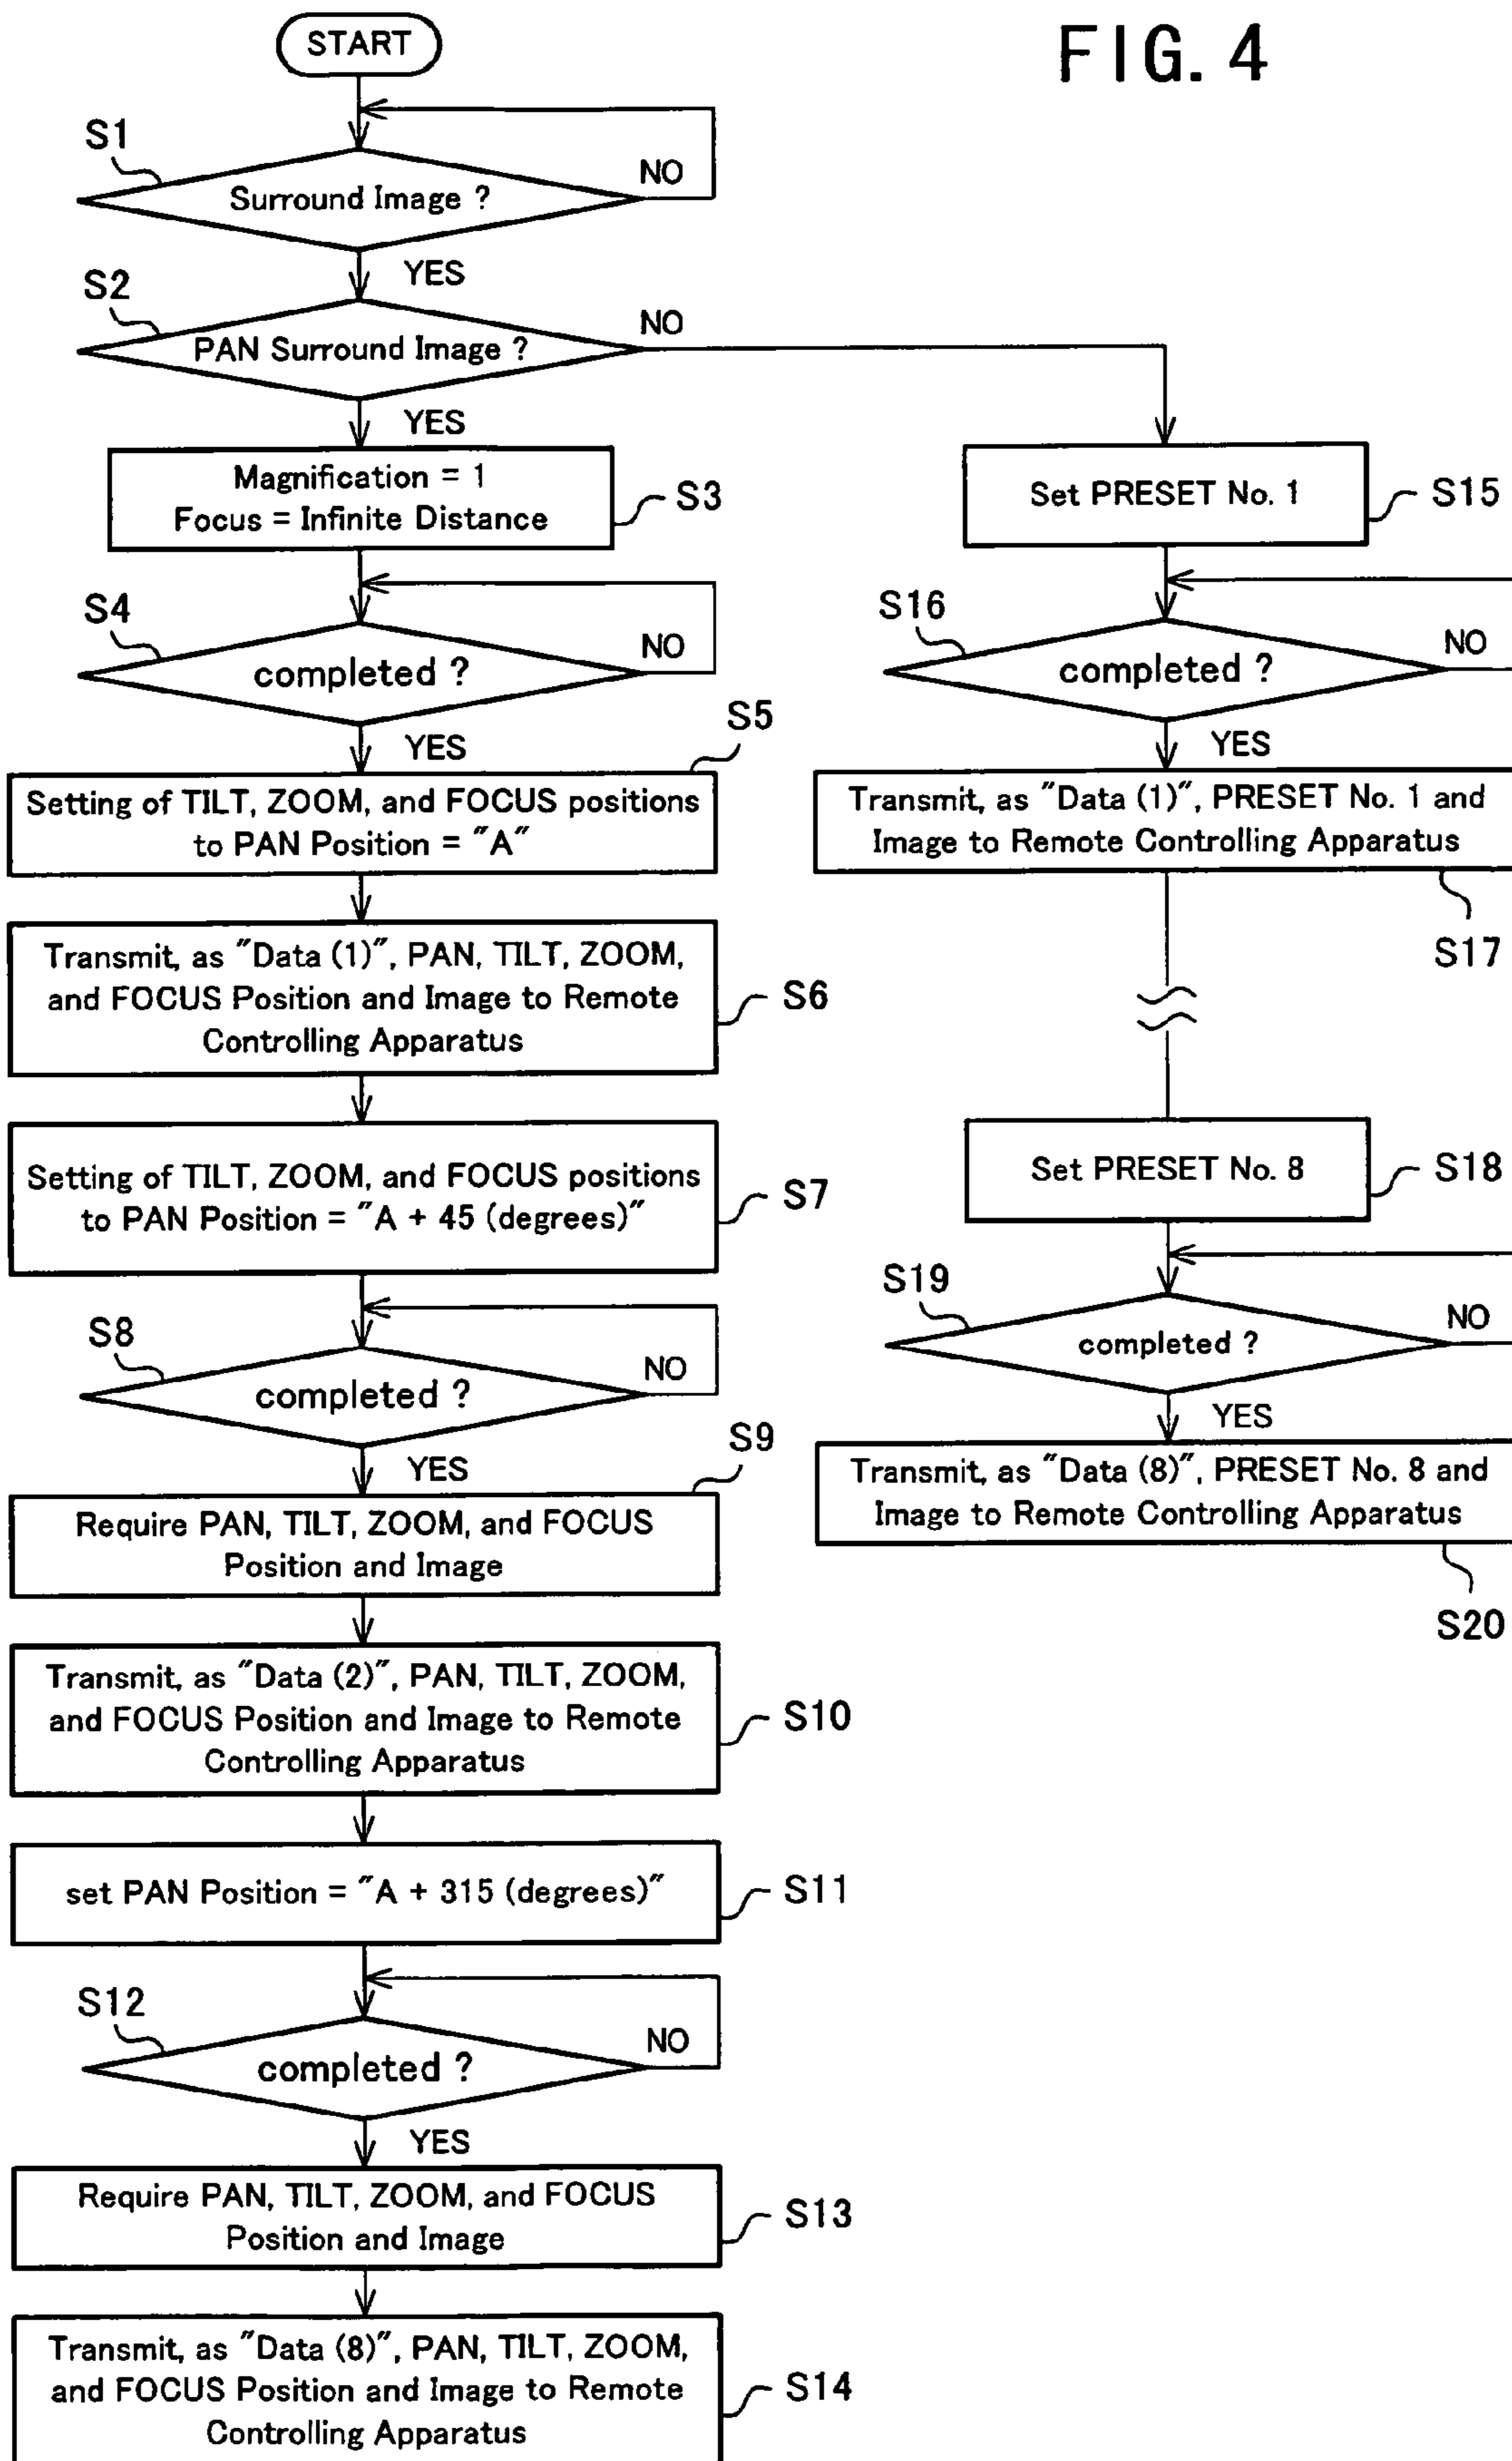 FIG. 4
START
S1
Surround Image ?
NO
YES
S2
PAN Surround Image ?
NO
YES
Magnification = 1
Focus = Infinite Distance
S3
S4
completed ?
NO
YES
S5
Setting of TILT, ZOOM, and FOCUS positions
to PAN Position = "A"
Transmit, as "Data (1)", PAN, TILT, ZOOM,
and FOCUS Position and Image to Remote
Controlling Apparatus
S6
Setting of TILT, ZOOM, and FOCUS positions
to PAN Position = "A + 45 (degrees)"
S7
S8
completed ?
NO
YES
S9
Require PAN, TILT, ZOOM, and FOCUS
Position and Image
Transmit, as "Data (2)", PAN, TILT, ZOOM,
and FOCUS Position and Image to Remote
Controlling Apparatus
S10
set PAN Position = "A + 315 (degrees)"
S11
S12
completed ?
NO
YES
Require PAN, TILT, ZOOM, and FOCUS
Position and Image
S13
Transmit, as "Data (8)", PAN, TILT, ZOOM,
and FOCUS Position and Image to Remote
Controlling Apparatus
S14
Set PRESET No. 1
S15
S16
completed ?
NO
YES
Transmit, as "Data (1)", PRESET No. 1 and
Image to Remote Controlling Apparatus
S17
Set PRESET No. 8
S18
S19
completed ?
NO
YES
Transmit, as "Data (8)", PRESET No. 8 and
Image to Remote Controlling Apparatus
S20